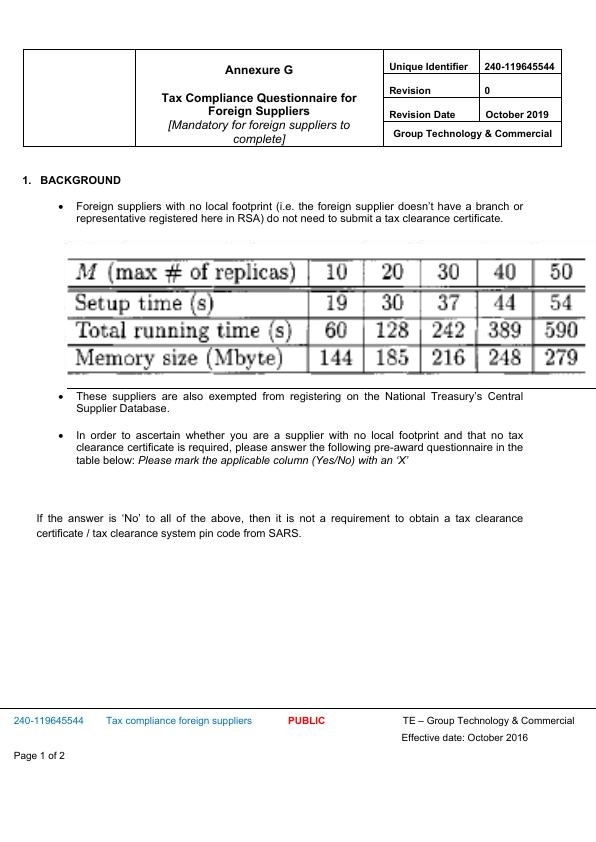 Annexure G
Tax Compliance Questionnaire for
Foreign Suppliers
[Mandatory for foreign suppliers to
complete]
Unique Identifier 240-119645544
Revision 0
Revision Date October 2019
Group Technology & Commercial
1. BACKGROUND
• Foreign suppliers with no local footprint (i.e. the foreign supplier doesn't have a branch or
representative registered here in RSA) do not need to submit a tax clearance certificate.
M (max # of replicas) 10 20 30 40 50
Setup time (s) 19 30 37 44 54
Total running time (s) 60 128 242 389 590
Memory size (Mbyte) 144 185 216 248 279
• These suppliers are also exempted from registering on the National Treasury's Central
Supplier Database.
• In order to ascertain whether you are a supplier with no local footprint and that no tax
clearance certificate is required, please answer the following pre-award questionnaire in the
table below: Please mark the applicable column (Yes/No) with an 'X'
If the answer is 'No' to all of the above, then it is not a requirement to obtain a tax clearance
certificate / tax clearance system pin code from SARS.
240-119645544 Tax compliance foreign suppliers PUBLIC TE – Group Technology & Commercial
Effective date: October 2016
Page 1 of 2